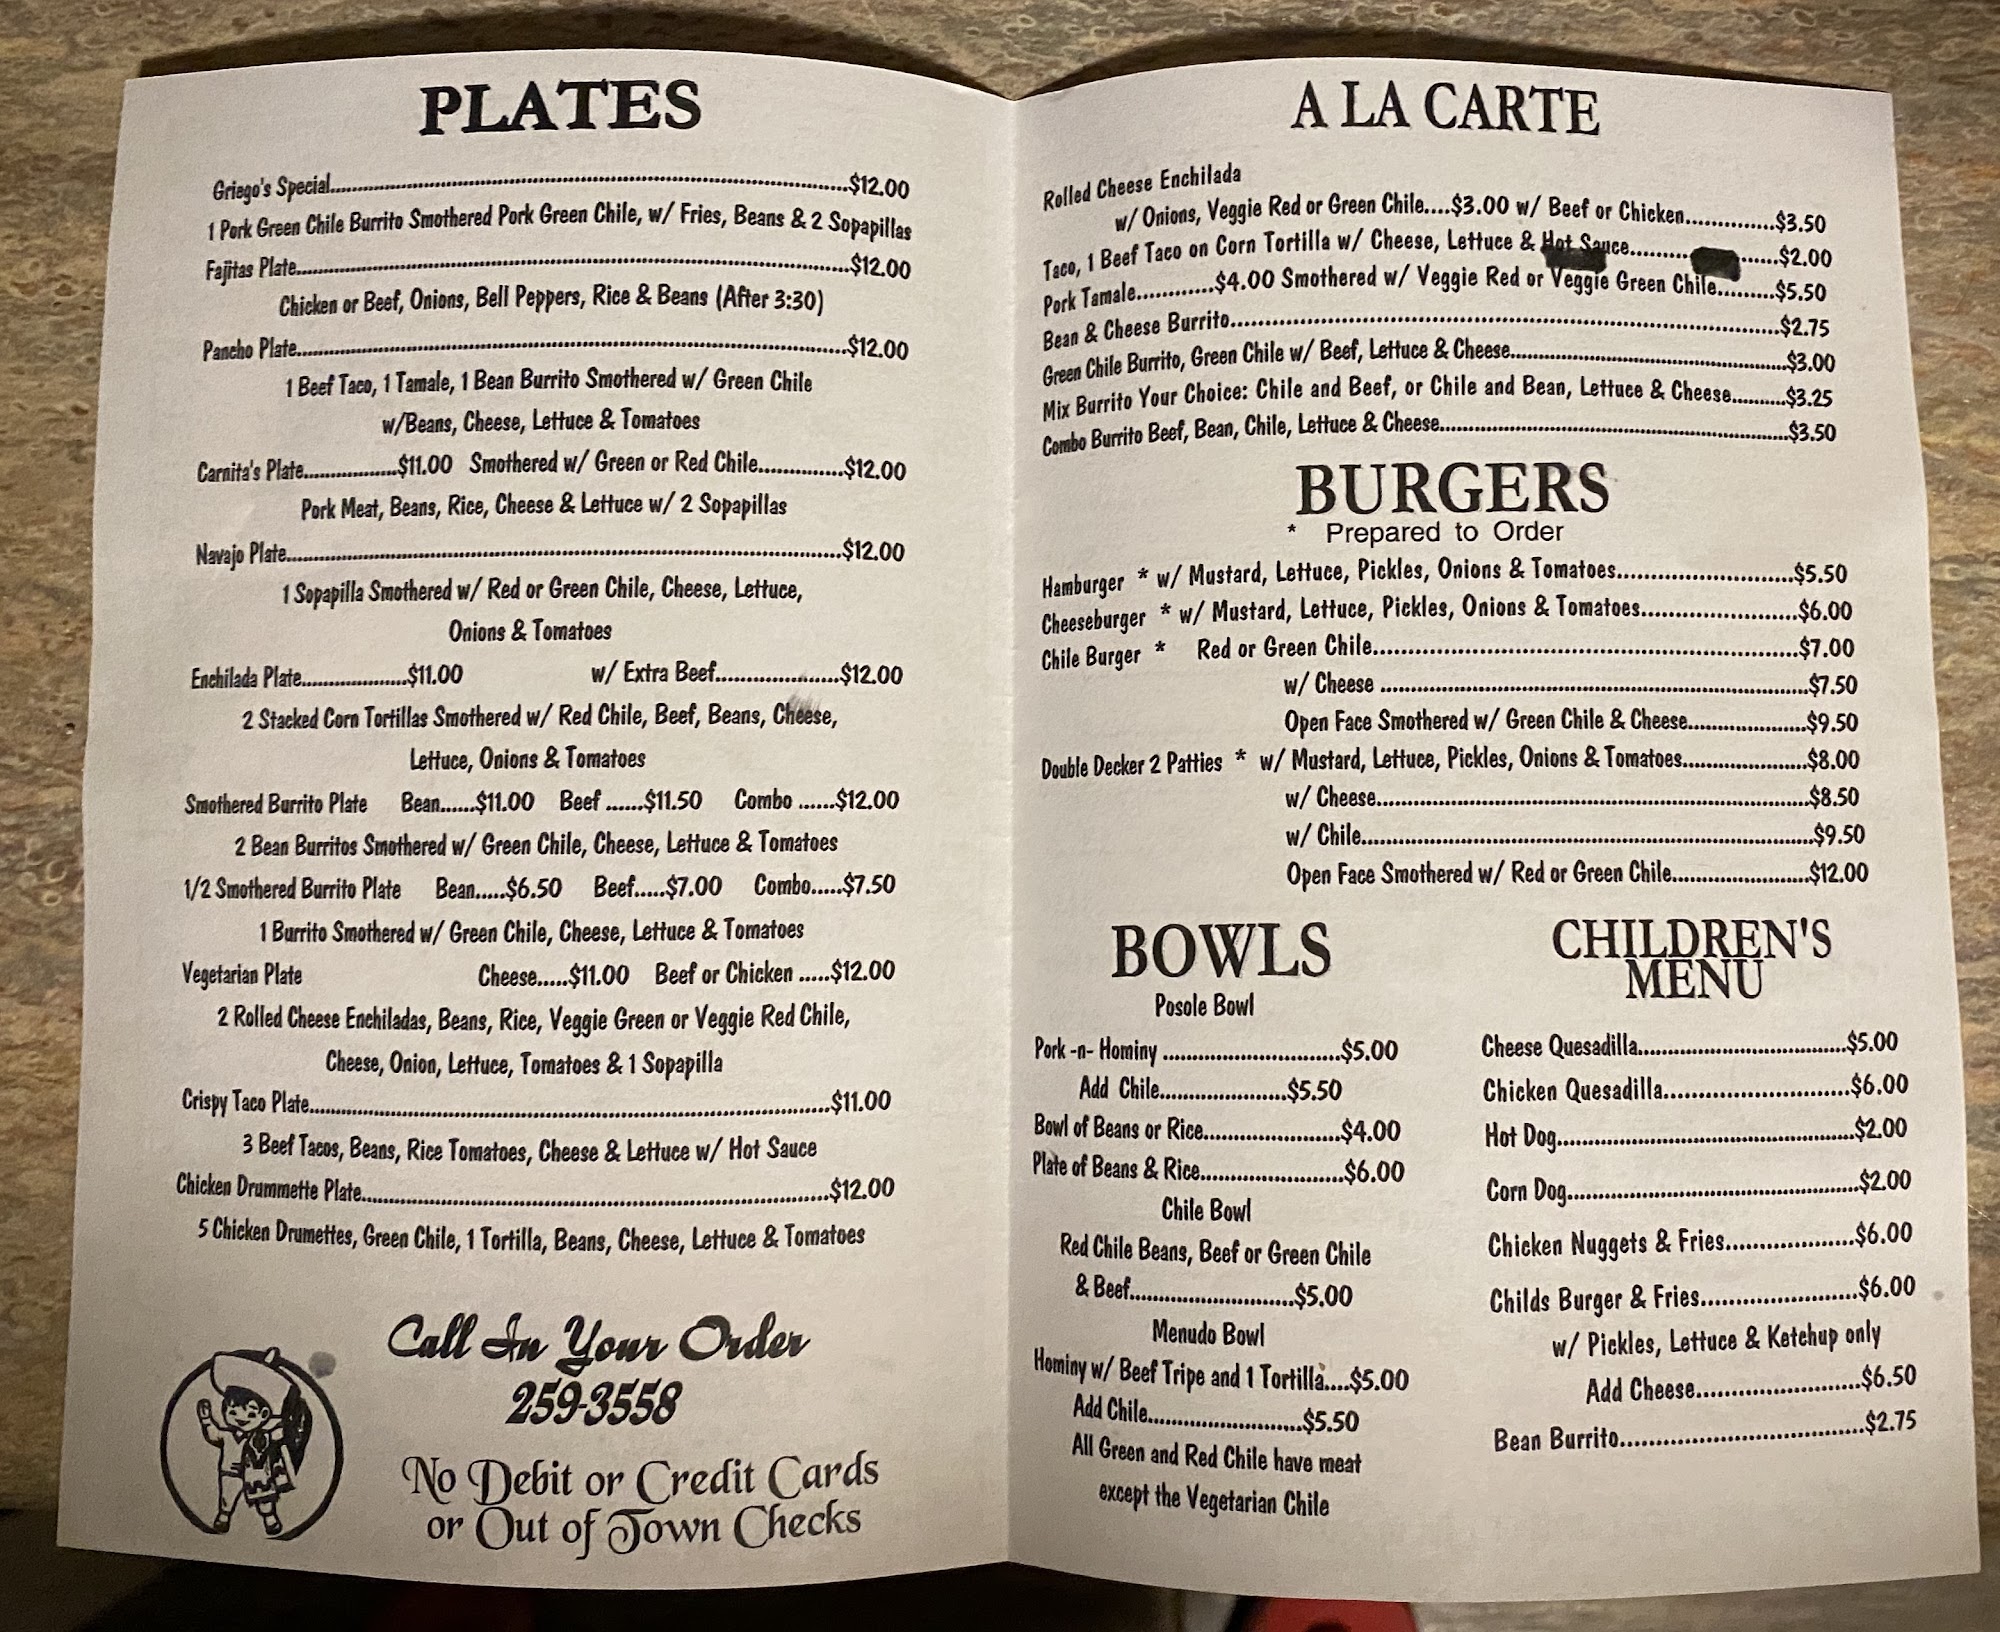 PLATES
Griego's Special...$12.00
1 Pork Green Chile Burrito Smothered Pork Green Chile, w/ Fries, Beans & 2 Sopapillas
Fajitas Plate...$12.00
Chicken or Beef, Onions, Bell Peppers, Rice & Beans (After 3:30)
Pancho Plate...$12.00
1 Beef Taco, 1 Tamale, 1 Bean Burrito Smothered w/ Green Chile
w/Beans, Cheese, Lettuce & Tomatoes
Carnita's Plate...$11.00 Smothered w/ Green or Red Chile...$12.00
Pork Meat, Beans, Rice, Cheese & Lettuce w/ 2 Sopapillas
Navajo Plate...$12.00
1 Sopapilla Smothered w/ Red or Green Chile, Cheese, Lettuce,
Onions & Tomatoes
Enchilada Plate...$11.00 w/ Extra Beef...$12.00
2 Stacked Corn Tortillas Smothered w/ Red Chile, Beef, Beans, Cheese,
Lettuce, Onions & Tomatoes
Smothered Burrito Plate Bean......$11.00 Beef ......$11.50 Combo ......$12.00
2 Bean Burritos Smothered w/ Green Chile, Cheese, Lettuce & Tomatoes
1/2 Smothered Burrito Plate Bean.....$6.50 Beef.....$7.00 Combo.....$7.50
1 Burrito Smothered w/ Green Chile, Cheese, Lettuce & Tomatoes
Vegetarian Plate Cheese.....$11.00 Beef or Chicken .....$12.00
2 Rolled Cheese Enchiladas, Beans, Rice, Veggie Green or Veggie Red Chile,
Cheese, Onion, Lettuce, Tomatoes & 1 Sopapilla
Crispy Taco Plate...$11.00
3 Beef Tacos, Beans, Rice Tomatoes, Cheese & Lettuce w/ Hot Sauce
Chicken Drummette Plate...$12.00
5 Chicken Drumettes, Green Chile, 1 Tortilla, Beans, Cheese, Lettuce & Tomatoes
Call In Your Order
259-3558
No Debit or Credit Cards
or Out of Town Checks
A LA CARTE
Rolled Cheese Enchilada
w/ Onions, Veggie Red or Green Chile....$3.00 w/ Beef or Chicken...$3.50
Taco, 1 Beef Taco on Corn Tortilla w/ Cheese, Lettuce & Hot Sauce...$2.00
Pork Tamale...$4.00 Smothered w/ Veggie Red or Veggie Green Chile...$5.50
Bean & Cheese Burrito...$2.75
Green Chile Burrito, Green Chile w/ Beef, Lettuce & Cheese...$3.00
Mix Burrito Your Choice: Chile and Beef, or Chile and Bean, Lettuce & Cheese...$3.25
Combo Burrito Beef, Bean, Chile, Lettuce & Cheese...$3.50
BURGERS
* Prepared to Order
Hamburger * w/ Mustard, Lettuce, Pickles, Onions & Tomatoes...$5.50
Cheeseburger * w/ Mustard, Lettuce, Pickles, Onions & Tomatoes...$6.00
Chile Burger * Red or Green Chile...$7.00
w/ Cheese ...$7.50
Open Face Smothered w/ Green Chile & Cheese...$9.50
Double Decker 2 Patties * w/ Mustard, Lettuce, Pickles, Onions & Tomatoes...$8.00
w/ Cheese...$8.50
w/ Chile...$9.50
Open Face Smothered w/ Red or Green Chile...$12.00
BOWLS
Posole Bowl
Pork -n- Hominy ...$5.00
Add Chile...$5.50
Bowl of Beans or Rice...$4.00
Plate of Beans & Rice...$6.00
Chile Bowl
Red Chile Beans, Beef or Green Chile
& Beef...$5.00
Menudo Bowl
Hominy w/ Beef Tripe and 1 Tortilla....$5.00
Add Chile...$5.50
All Green and Red Chile have meat
except the Vegetarian Chile
CHILDREN'S
MENU
Cheese Quesadilla...$5.00
Chicken Quesadilla...$6.00
Hot Dog...$2.00
Corn Dog...$2.00
Chicken Nuggets & Fries...$6.00
Childs Burger & Fries...$6.00
w/ Pickles, Lettuce & Ketchup only
Add Cheese...$6.50
Bean Burrito...$2.75